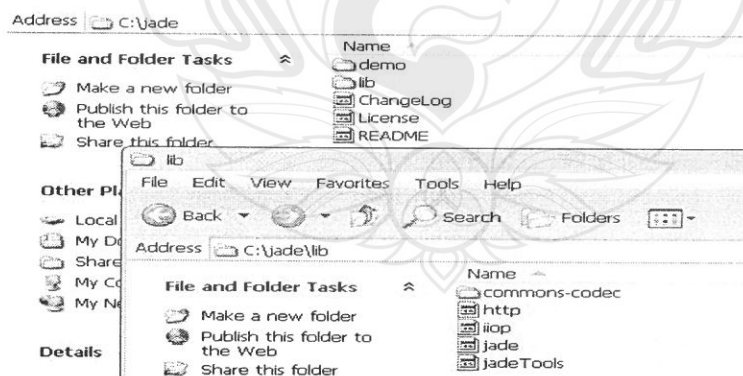 Address C:\jade
File and Folder Tasks
Make a new folder
Publish this folder to
the Web
Share this folder
Name
demo
lib
ChangeLog
License
README
lib
File Edit View Favorites Tools Help
Back Search Folders
Address C:\jade\lib
Other Pl
Local
My Do
Share
My Co
My Ne
Details
File and Folder Tasks
Make a new folder
Publish this folder to
the Web
Share this folder
Name
commons-codec
http
iiop
jade
jadeTools